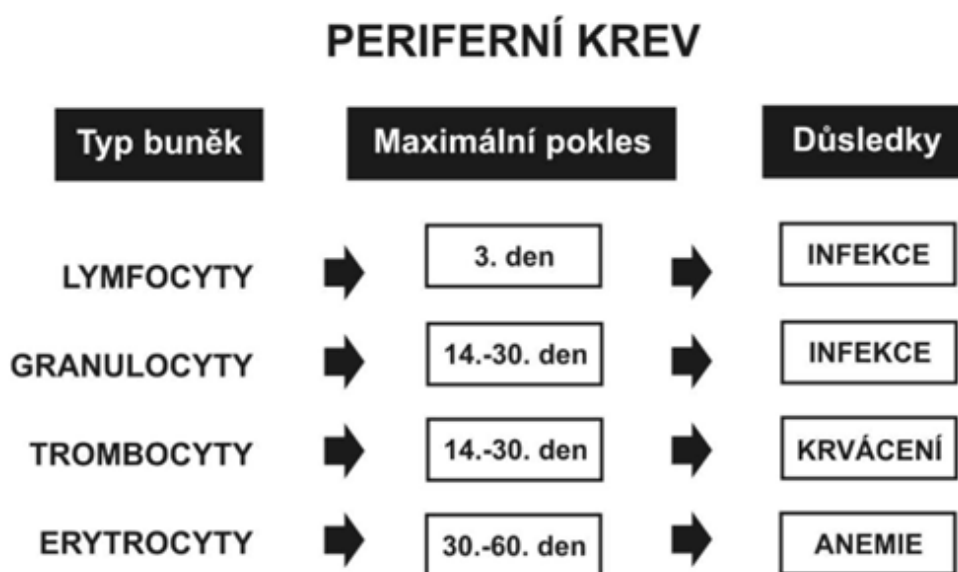 PERIFERNÍ KREV
Typ buněk Maximální pokles Důsledky
LYMFOCYTY 3. den INFEKCE
GRANULOCYTY 14.-30. den INFEKCE
TROMBOCYTY 14.-30. den KRVÁCENÍ
ERYTROCYTY 30.-60. den ANEMIE